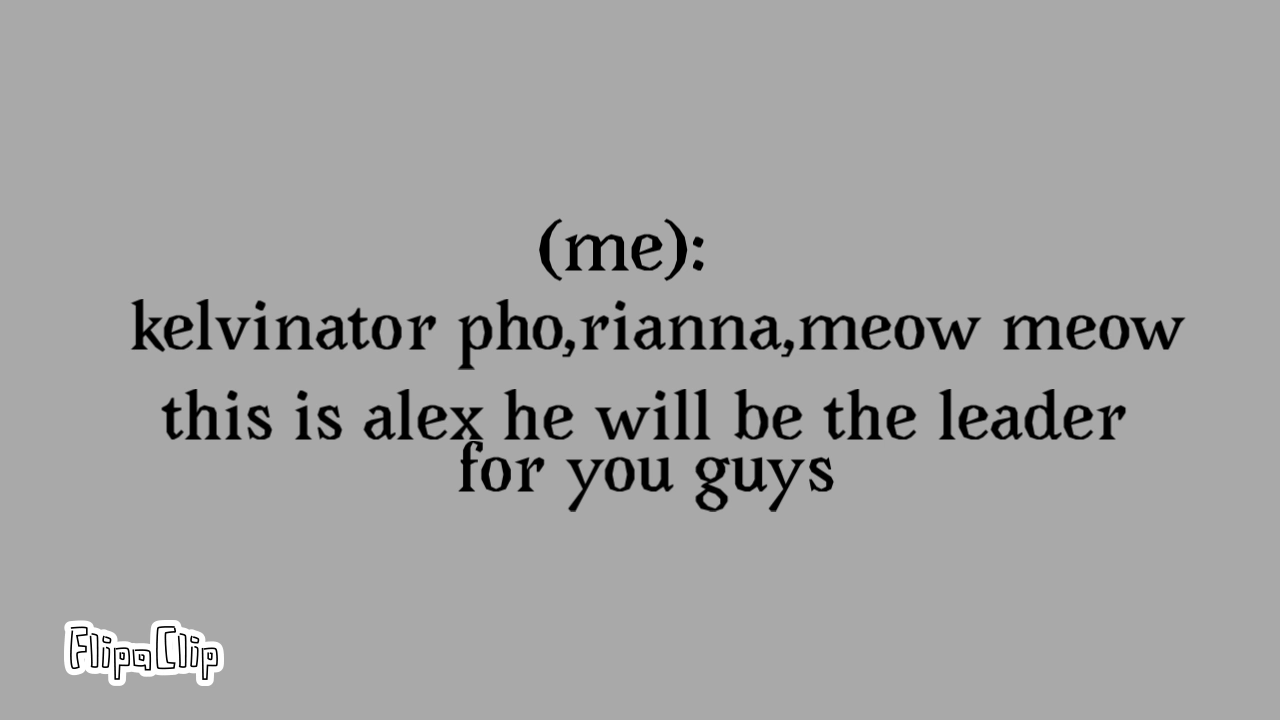 (me):
kelvinator pho,rianna,meow meow
this is alex he will be the leader
for you guys
FlipaClip